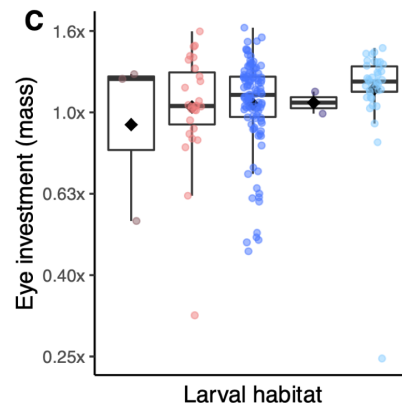 C
Eye investment (mass)
1.6x
1.0x
0.63x
0.40x
0.25x
Larval habitat